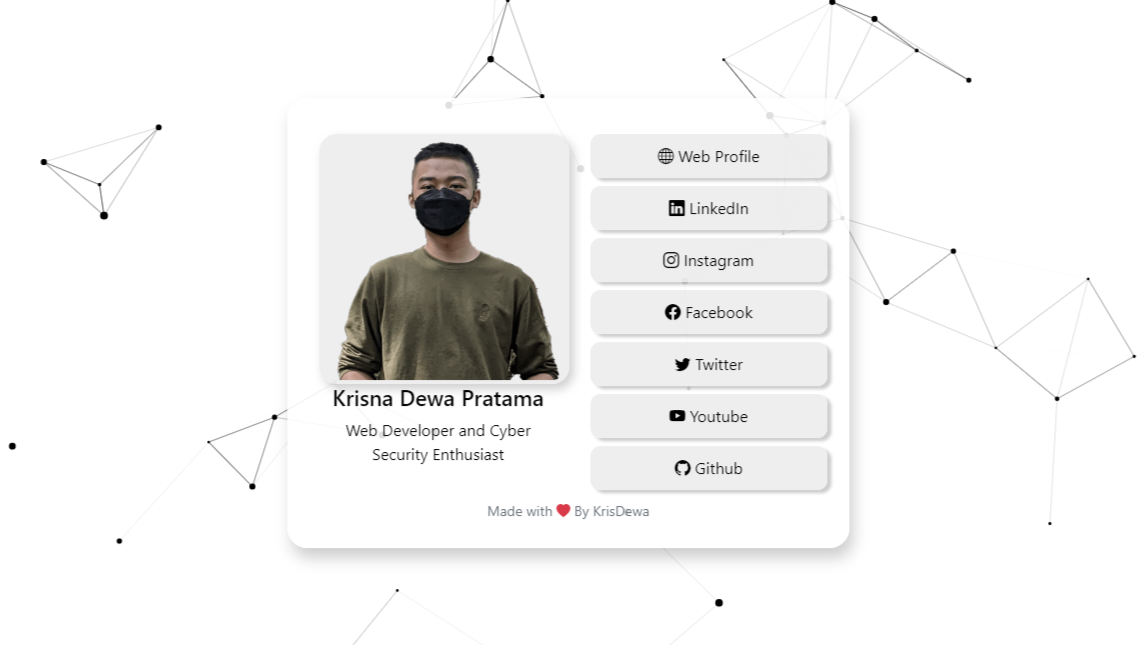 Krisna Dewa Pratama
Web Developer and Cyber
Security Enthusiast
Web Profile
LinkedIn
Instagram
Facebook
Twitter
Youtube
Github
Made with ❤ By KrisDewa